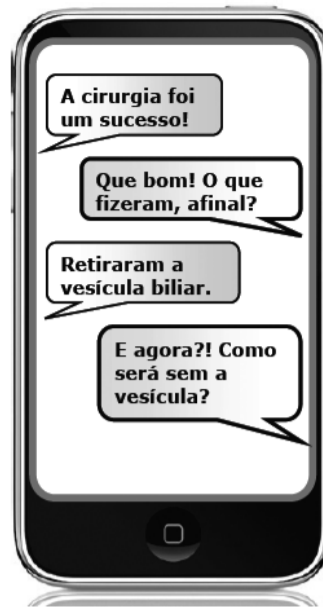 A cirurgia foi
um sucesso!
Que bom! O que
fizeram, afinal?
Retiraram a
vesícula biliar.
E agora?! Como
será sem a
vesícula?